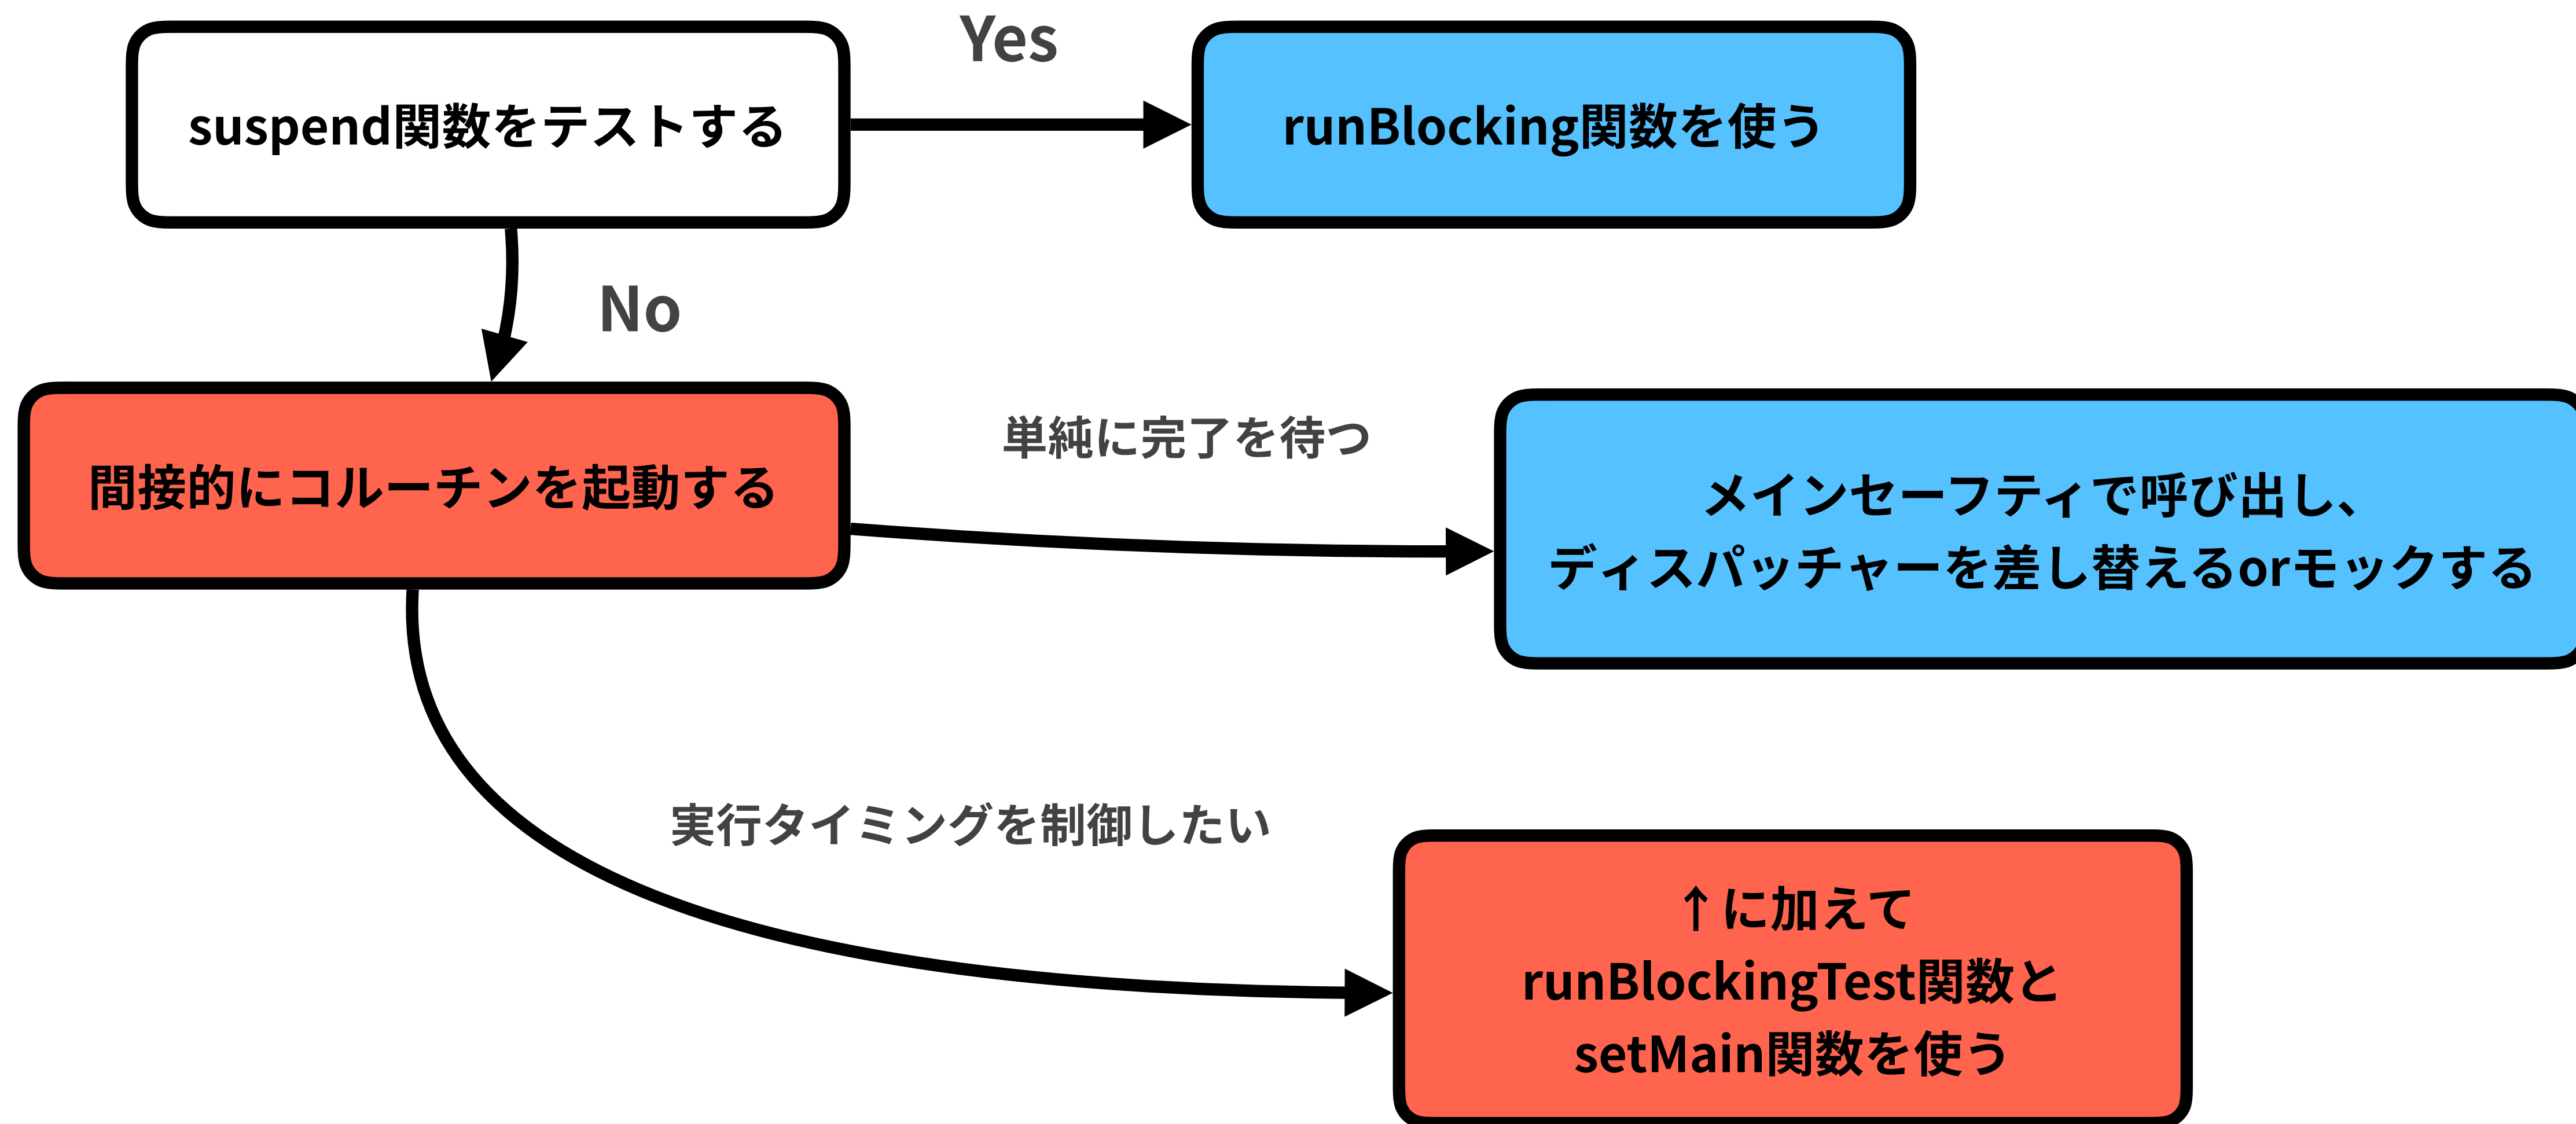 Yes
suspend関数をテストする
runBlocking関数を使う
No
間接的にコルーチンを起動する
単純に完了を待つ
メインセーフティで呼び出し、
ディスパッチャーを差し替えるorモックする
実行タイミングを制御したい
↑に加えて
runBlockingTest関数と
setMain関数を使う